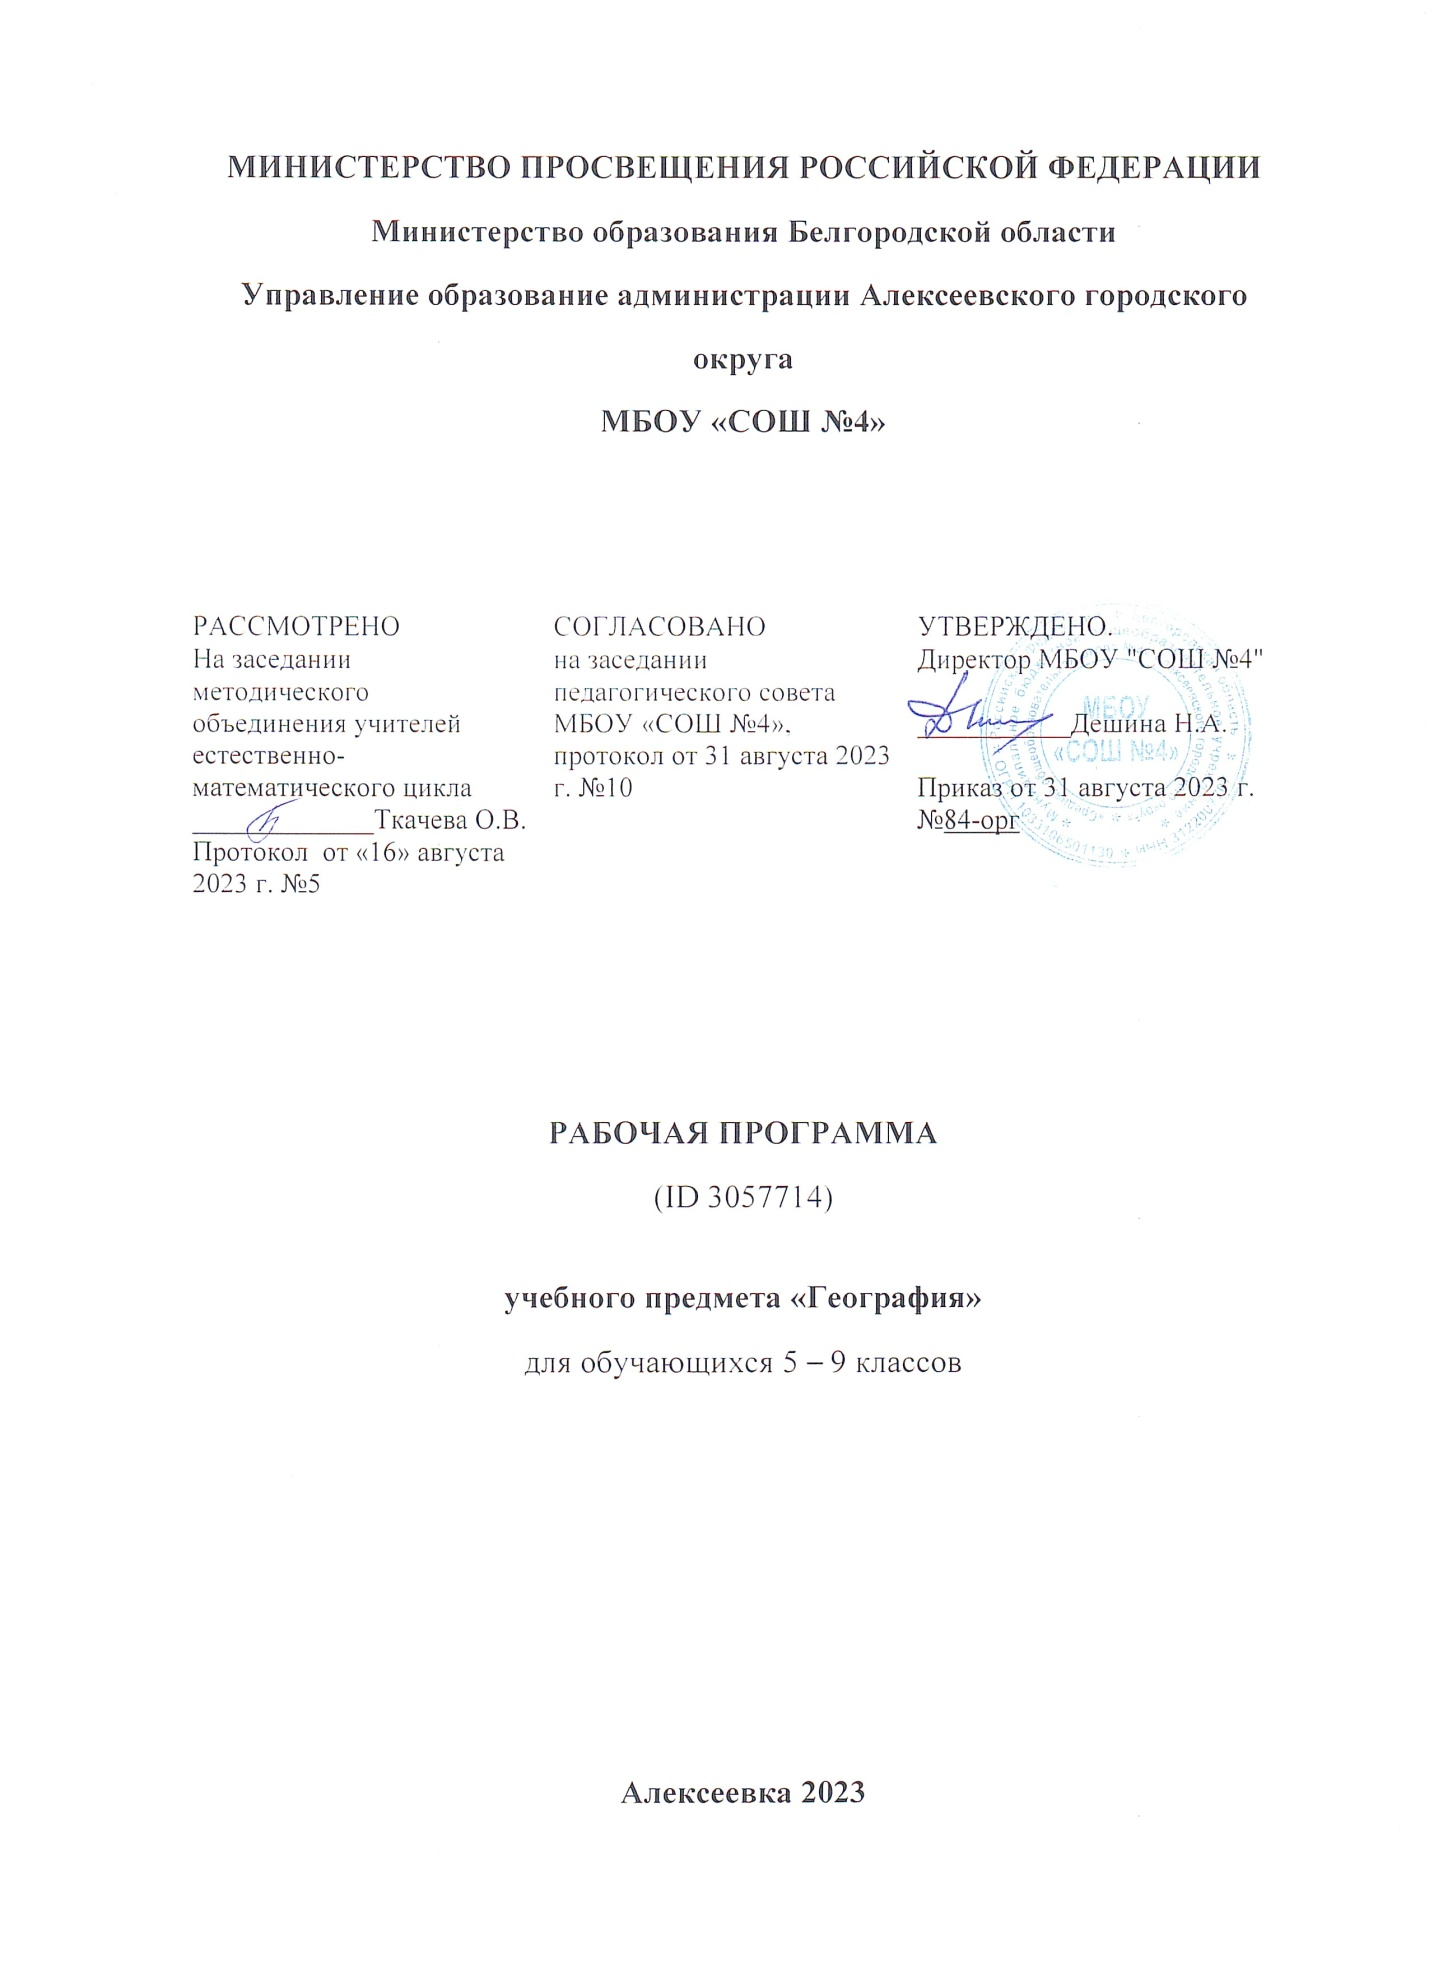 МИНИСТЕРСТВО ПРОСВЕЩЕНИЯ РОССИЙСКОЙ ФЕДЕРАЦИИ
Министерство образования Белгородской области
Управление образование администрации Алексеевского городского
округа
МБОУ «СОШ №4»
РАССМОТРЕНО
На заседании
методического
объединения учителей
естественно-
математического цикла
_____________Ткачева О.В.
Протокол от «16» августа
2023 г. №5
СОГЛАСОВАНО
на заседании
педагогического совета
МБОУ «СОШ №4».
протокол от 31 августа 2023
г. №10
УТВЕРЖДЕНО.
Директор МБОУ "СОШ №4"
___________Дешина Н.А.
Приказ от 31 августа 2023 г.
№84-орг
МБОУ
«СОШ №4»
РАБОЧАЯ ПРОГРАММА
(ID 3057714)
учебного предмета «География»
для обучающихся 5 – 9 классов
Алексеевка 2023